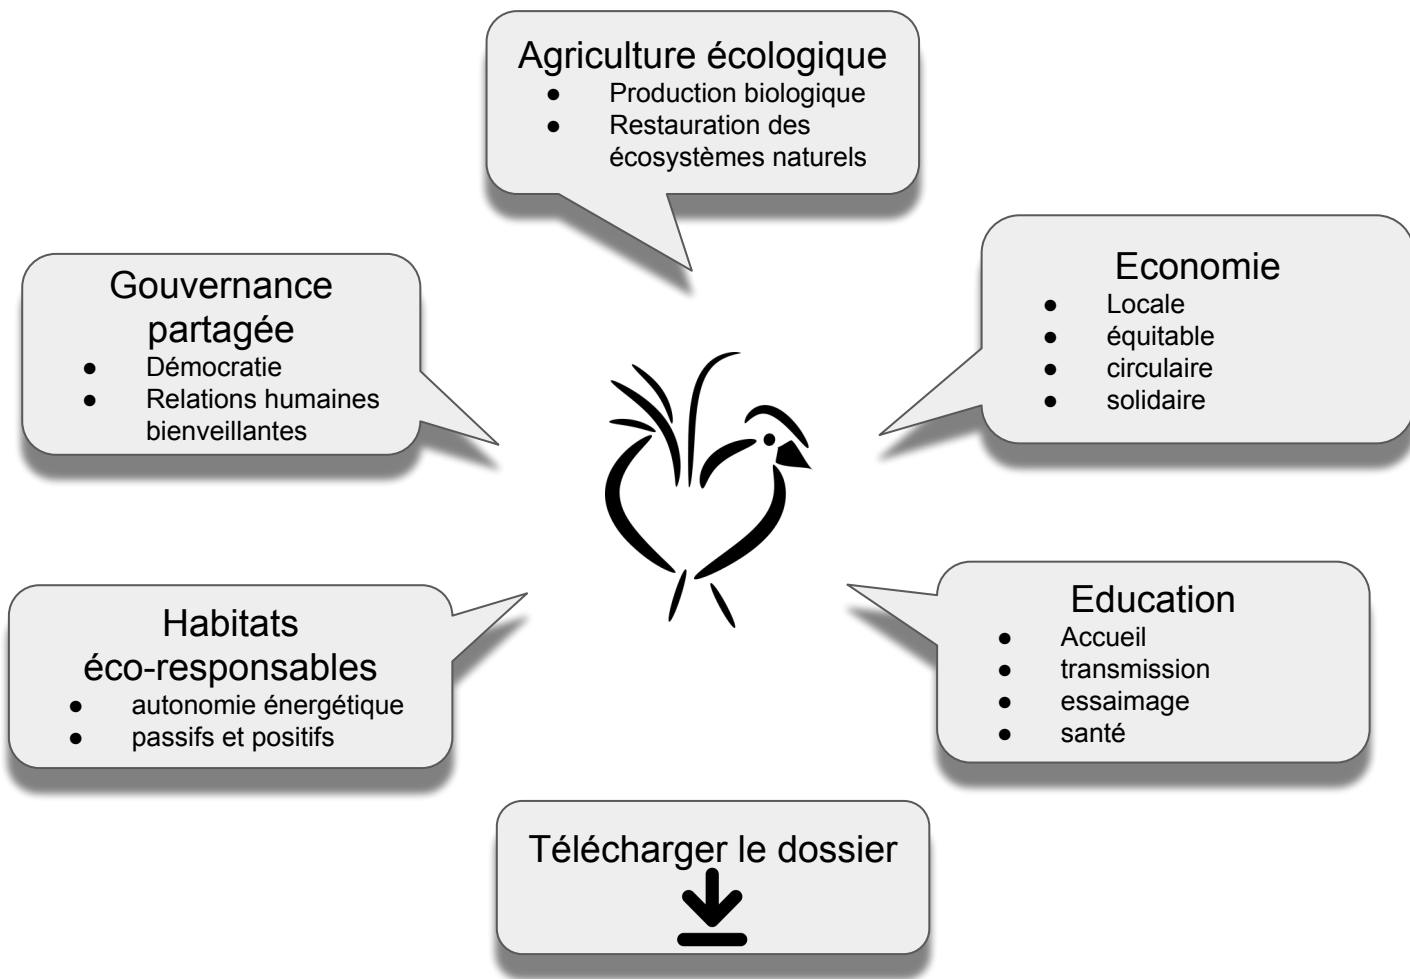 Agriculture écologique
● Production biologique
● Restauration des
écosystèmes naturels
Gouvernance
partagée
● Démocratie
● Relations humaines
bienveillantes
Economie
● Locale
● équitable
● circulaire
● solidaire
Habitats
éco-responsables
● autonomie énergétique
● passifs et positifs
Education
● Accueil
● transmission
● essaimage
● santé
Télécharger le dossier